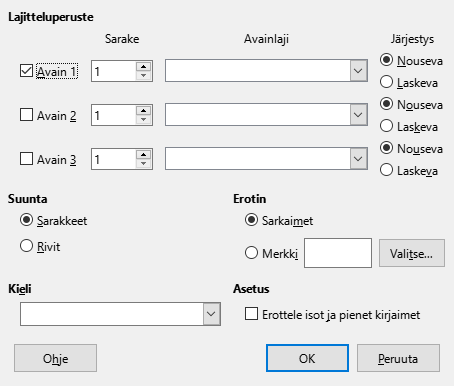 Lajitteluperuste
Sarake Avainlaji Järjestys
Avain 1 1 Nouseva
Laskeva
Avain 2 1 Nouseva
Laskeva
Avain 3 1 Nouseva
Laskeva
Suunta Erotin
Sarakkeet Sarkaimet
Rivit Merkki Valitse...
Kieli Asetus
Erottele isot ja pienet kirjaimet
Ohje OK Peruuta